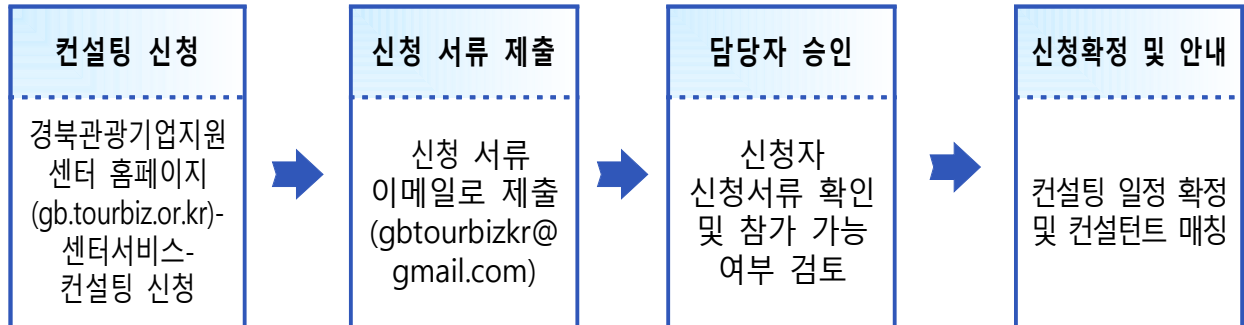 컨설팅 신청
경북관광기업지원
센터 홈페이지
(gb.tourbiz.or.kr)-
센터서비스-
컨설팅 신청
신청 서류 제출
신청 서류
이메일로 제출
(gbtourbizkr@
gmail.com)
담당자 승인
신청자
신청서류 확인
및 참가 가능
여부 검토
신청확정 및 안내
컨설팅 일정 확정
및 컨설턴트 매칭